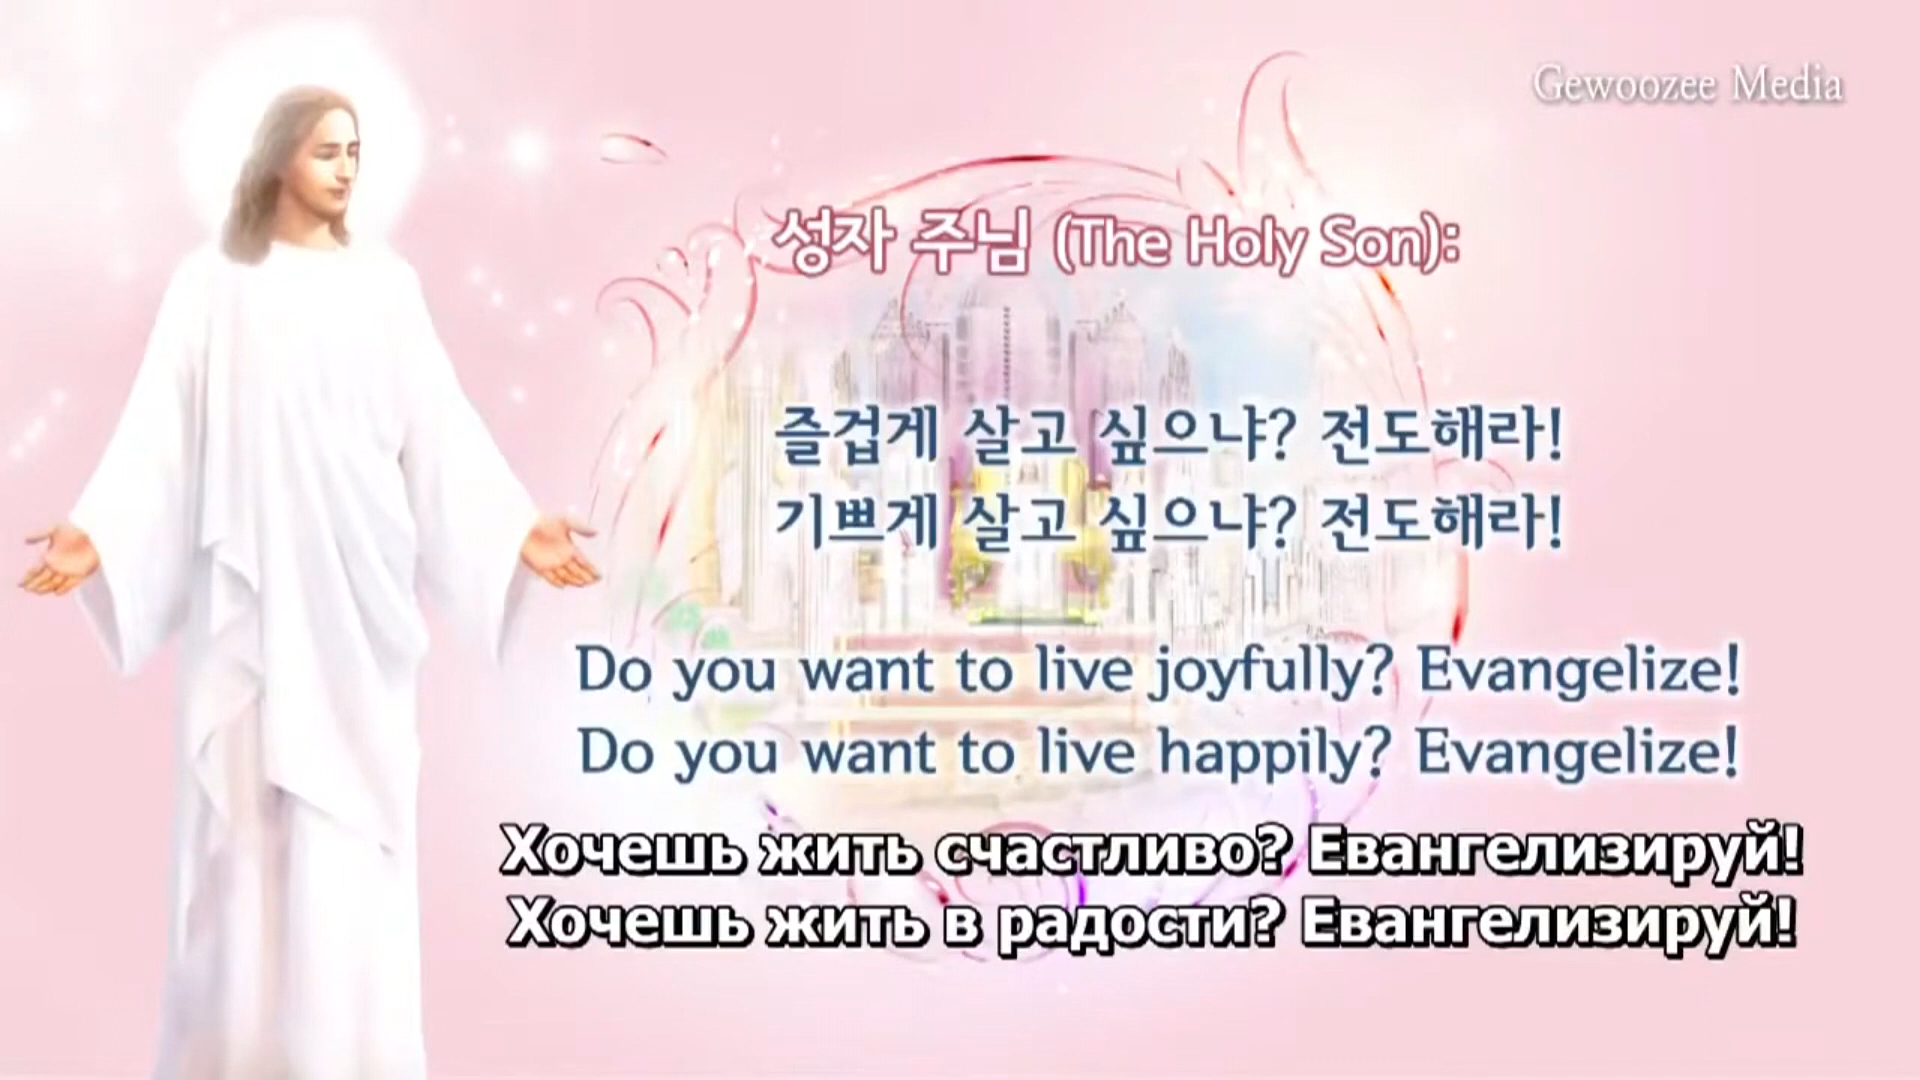 Gewoozee Media
성자 주님 (The Holy Son):
즐겁게 살고 싶으냐? 전도해라!
기쁘게 살고 싶으냐? 전도해라!
Do you want to live joyfully? Evangelize!
Do you want to live happily? Evangelize!
Хочешь жить счастливо? Евангелизируй!
Хочешь жить в радости? Евангелизируй!